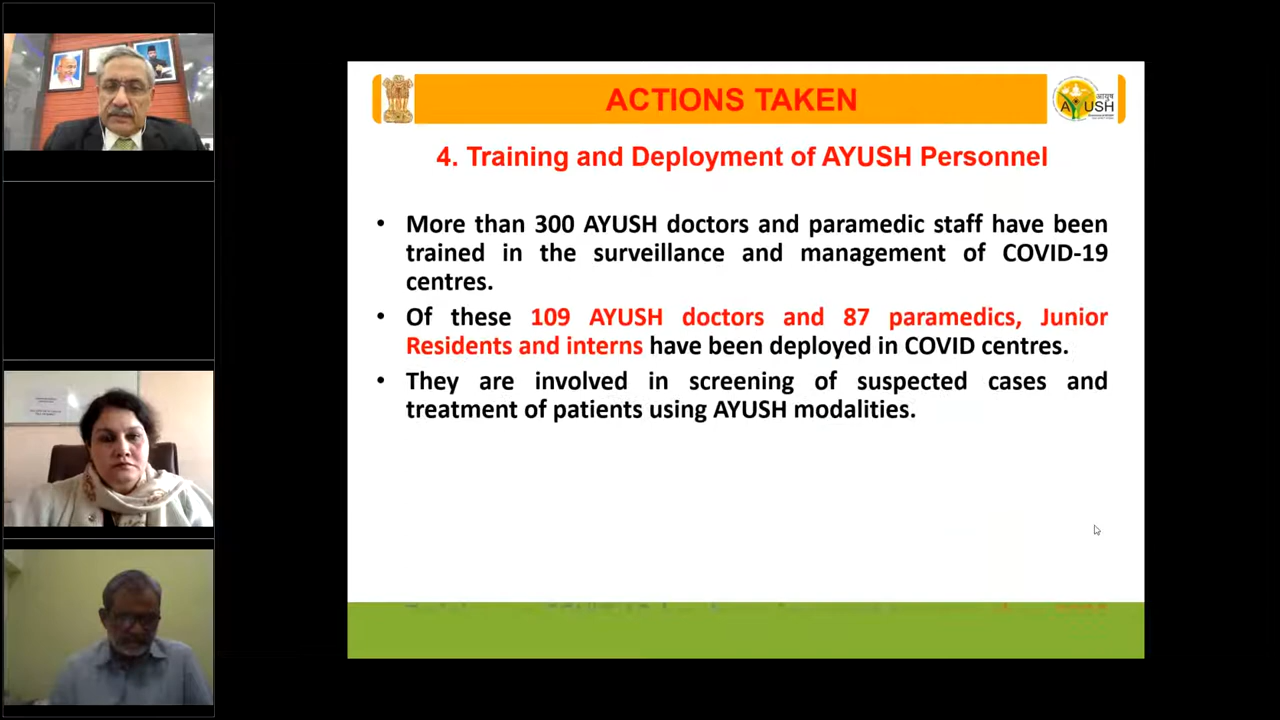 ACTIONS TAKEN
आयुष
AYUSH
4. Training and Deployment of AYUSH Personnel
• More than 300 AYUSH doctors and paramedic staff have been
trained in the surveillance and management of COVID-19
centres.
• Of these 109 AYUSH doctors and 87 paramedics, Junior
Residents and interns have been deployed in COVID centres.
• They are involved in screening of suspected cases and
treatment of patients using AYUSH modalities.